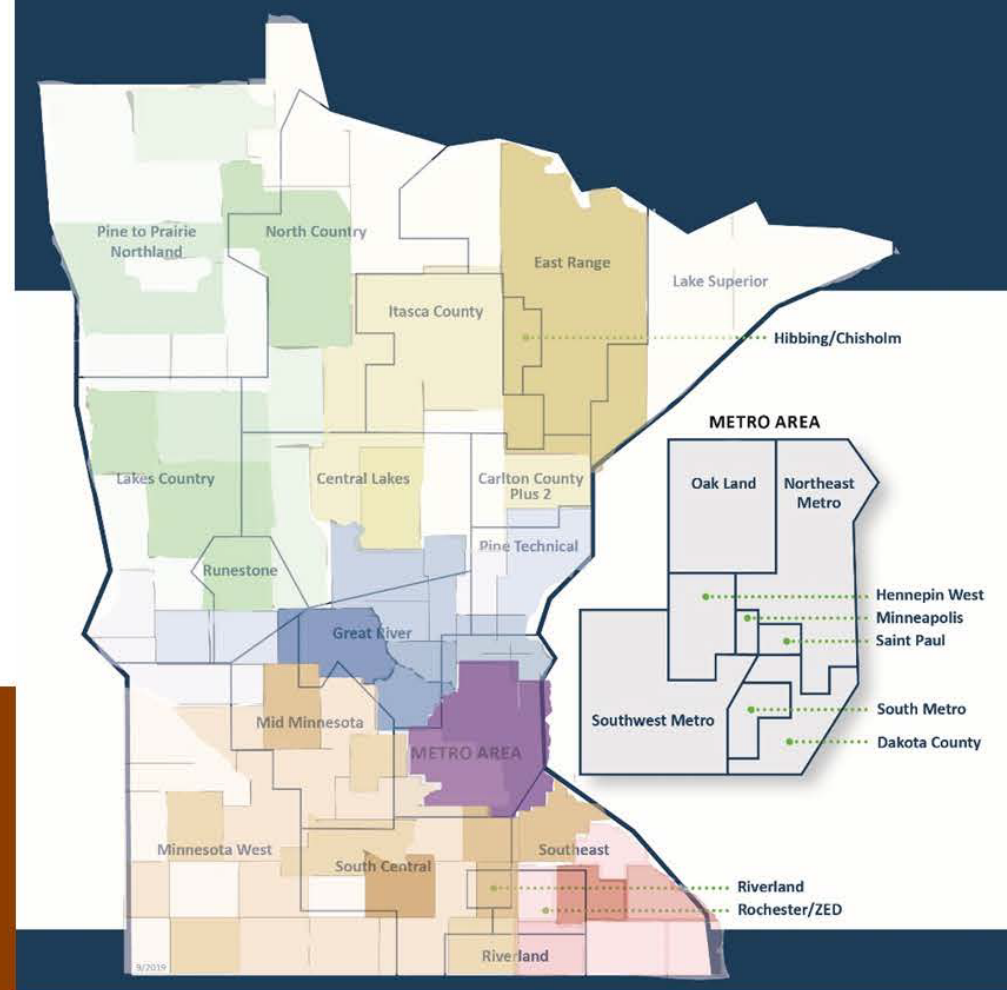 Pine to Prairie
Northland
North Country
East Range
Lake Superior
Itasca County
Hibbing/Chisholm
METRO AREA
Lakes Country
Central Lakes
Carlton County
Plus 2
Oak Land
Northeast
Metro
Pine Technical
Runestone
Hennepin West
Minneapolis
Saint Paul
Great River
Mid Minnesota
METRO AREA
Southwest Metro
South Metro
Dakota County
Minnesota West
South Central
Southeast
Riverland
Rochester/ZED
Riverland
9/2019